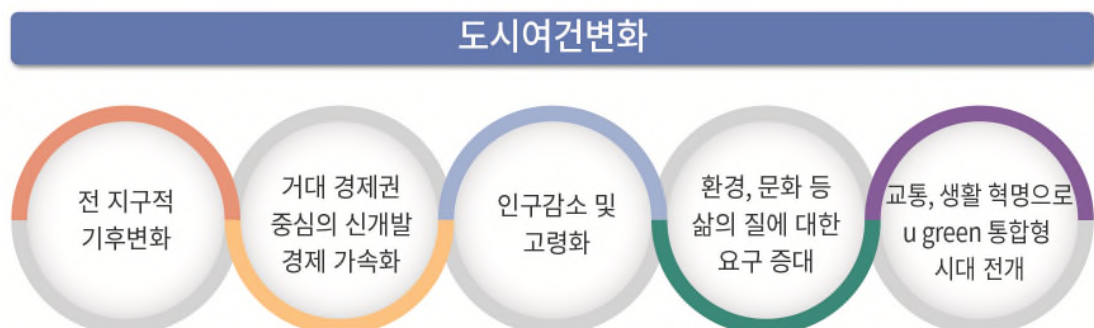 도시여건변화
전 지구적
기후변화
거대 경제권
중심의 신개발
경제 가속화
인구감소 및
고령화
환경, 문화 등
삶의 질에 대한
요구 증대
교통, 생활 혁명으로
u green 통합형
시대 전개